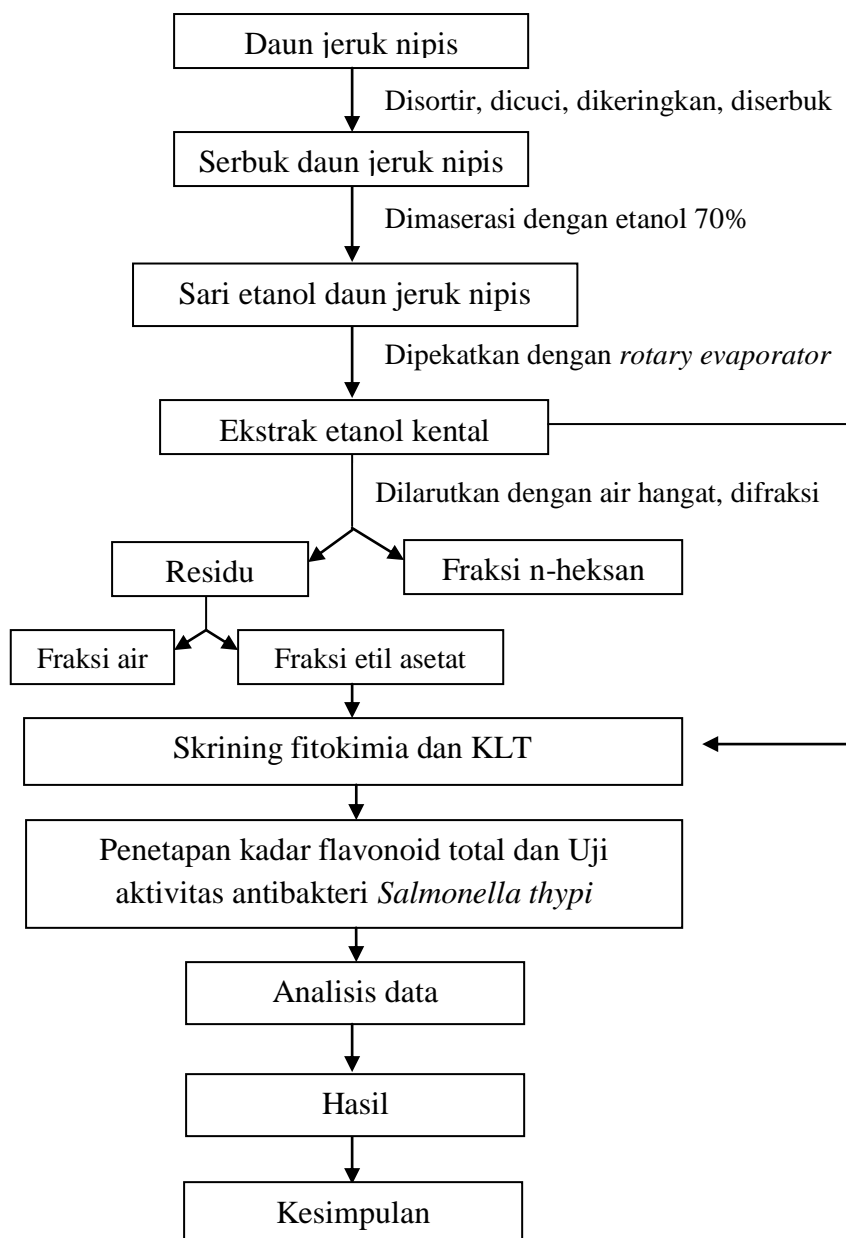 Daun jeruk nipis
Disortir, dicuci, dikeringkan, diserbuk
Serbuk daun jeruk nipis
Dimaserasi dengan etanol 70%
Sari etanol daun jeruk nipis
Dipekatkan dengan rotary evaporator
Ekstrak etanol kental
Dilarutkan dengan air hangat, difraksi
Residu
Fraksi n-heksan
Fraksi air
Fraksi etil asetat
Skrining fitokimia dan KLT
Penetapan kadar flavonoid total dan Uji
aktivitas antibakteri Salmonella thypi
Analisis data
Hasil
Kesimpulan